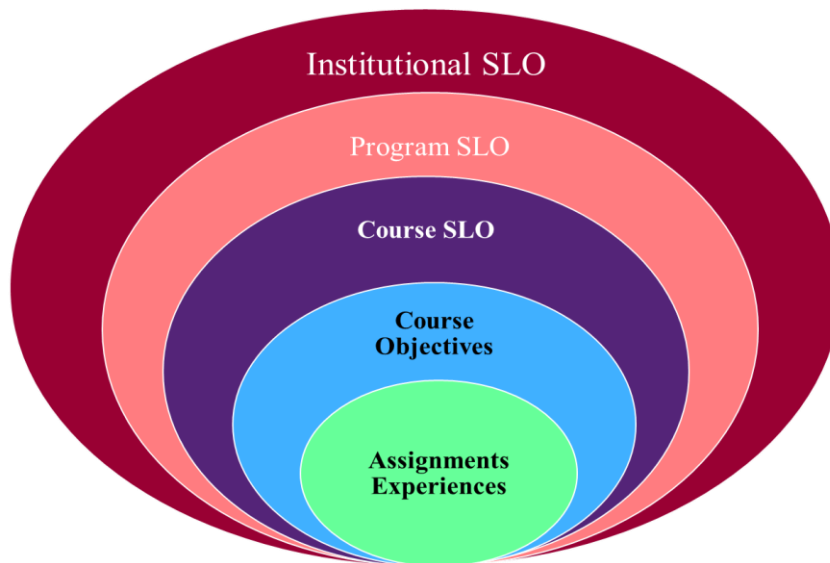 Institutional SLO
Program SLO
Course SLO
Course
Objectives
Assignments
Experiences